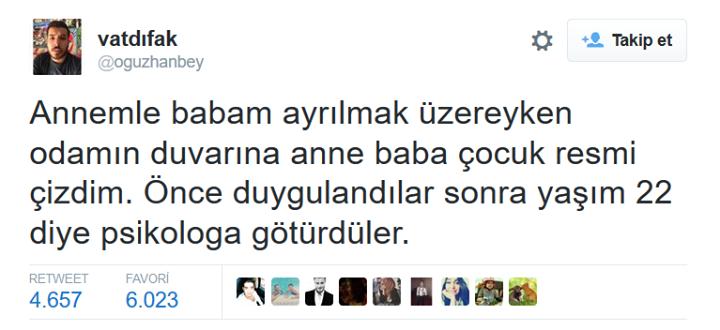 vatdıfak
@oguzhanbey
Takip et
Annemle babam ayrılmak üzereyken
odamın duvarına anne baba çocuk resmi
çizdim. Önce duygulandılar sonra yaşım 22
diye psikologa götürdüler.
RETWEET FAVORİ
4.657 6.023